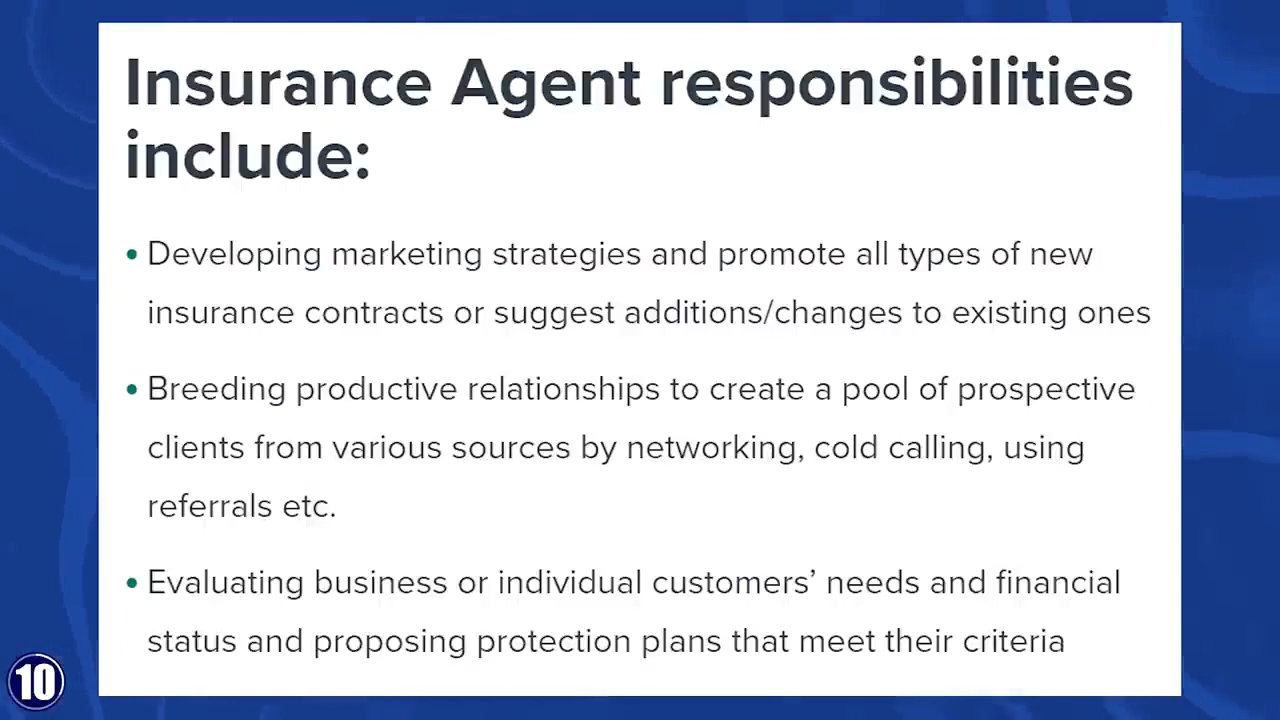 Insurance Agent responsibilities
include:
• Developing marketing strategies and promote all types of new
insurance contracts or suggest additions/changes to existing ones
• Breeding productive relationships to create a pool of prospective
clients from various sources by networking, cold calling, using
referrals etc.
• Evaluating business or individual customers’ needs and financial
status and proposing protection plans that meet their criteria
10